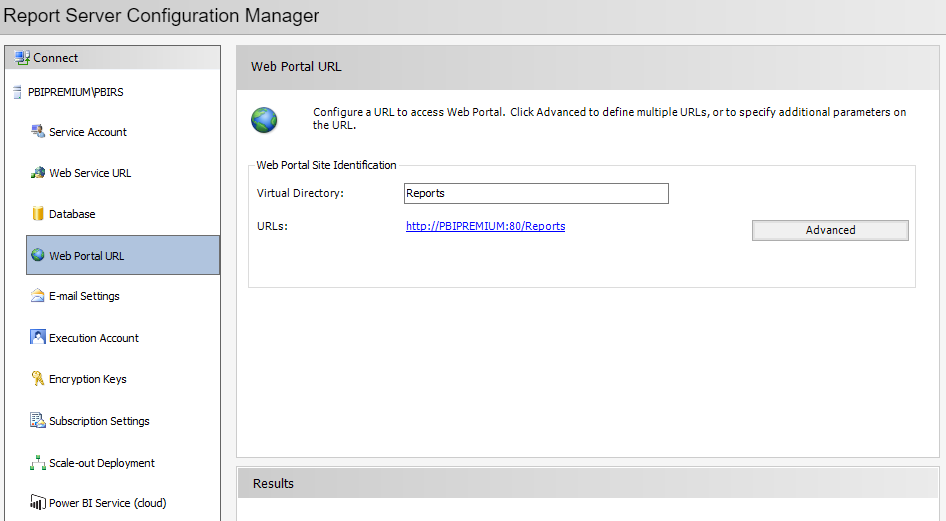 Report Server Configuration Manager
Connect
PBIPREMIUM\PBIRS
Service Account
Web Service URL
Database
Web Portal URL
E-mail Settings
Execution Account
Encryption Keys
Subscription Settings
Scale-out Deployment
Power BI Service (cloud)
Web Portal URL
Configure a URL to access Web Portal. Click Advanced to define multiple URLs, or to specify additional parameters on
the URL.
Web Portal Site Identification
Virtual Directory: Reports
URLs: http://PBIPREMIUM:80/Reports
Advanced
Results